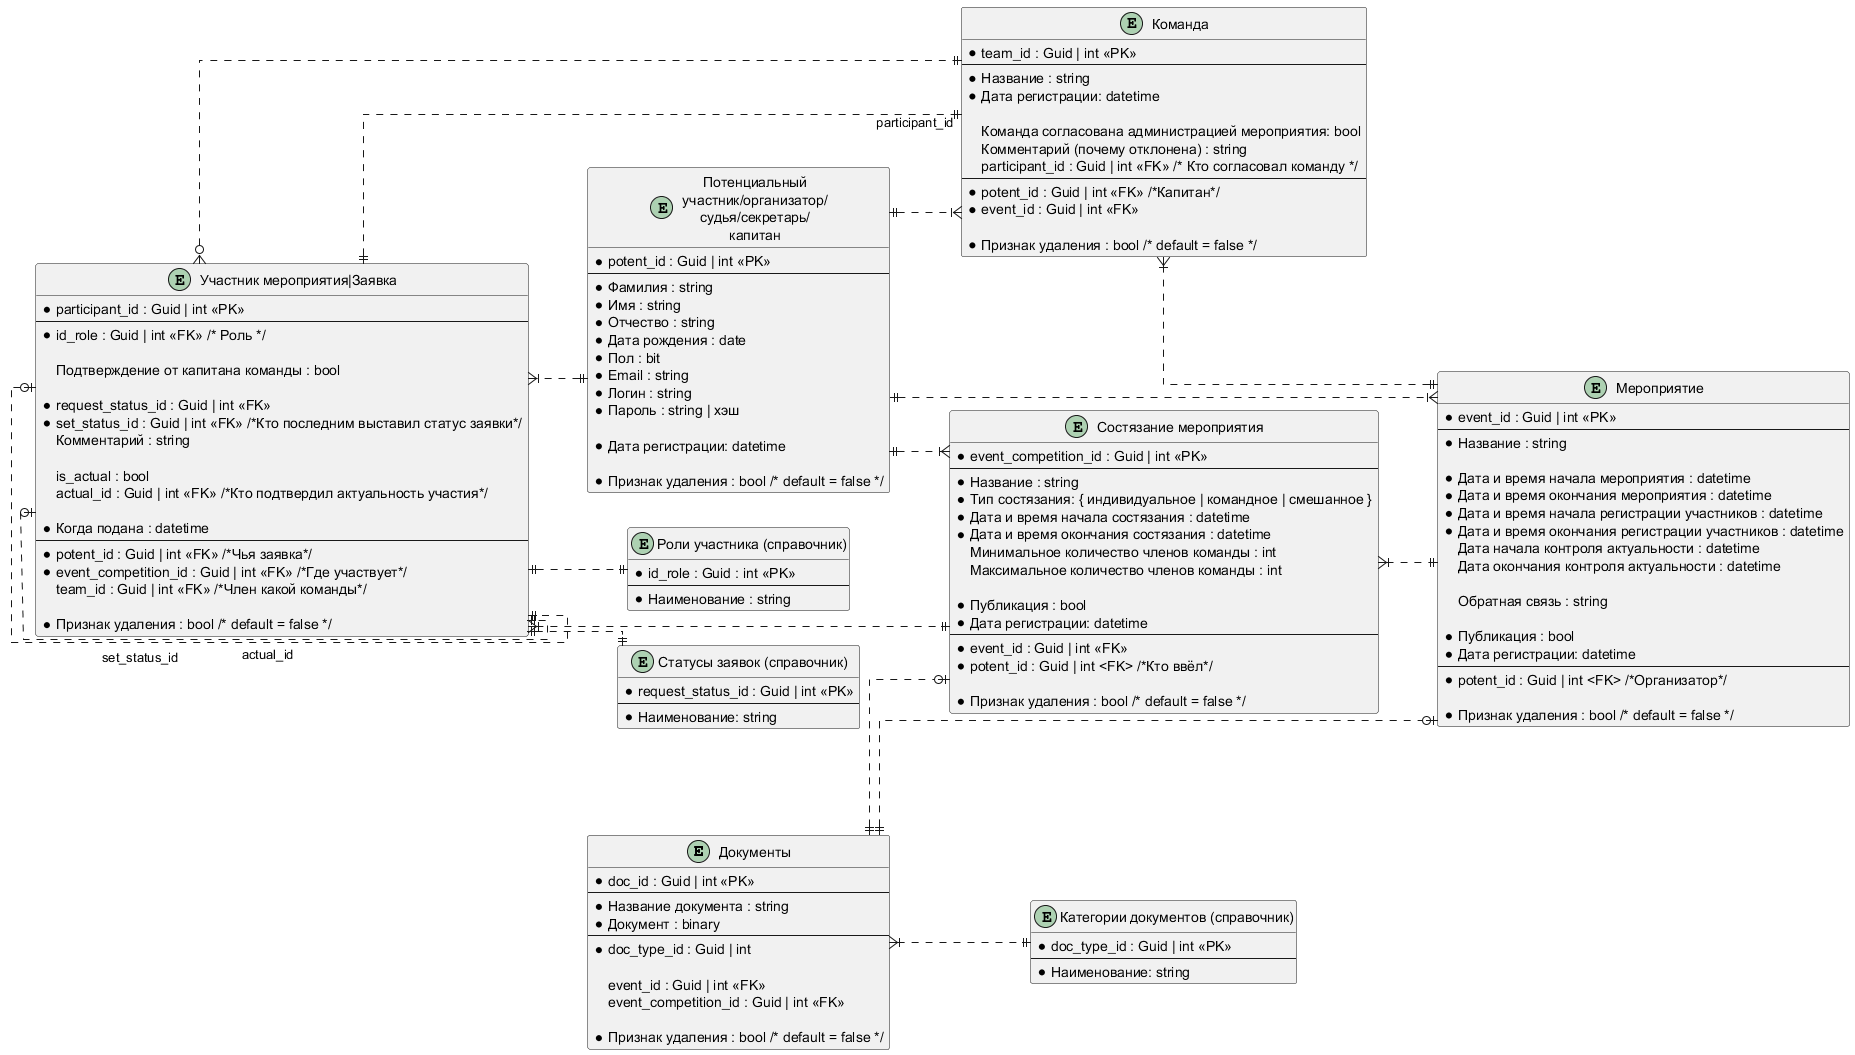 E Команда
team_id : Guid | int «PK»
Название : string
Дата регистрации: datetime
Команда согласована администрацией мероприятия: bool
Комментарий (почему отклонена) : string
participant_id : Guid | int «FK» /* Кто согласовал команду */
potent_id : Guid | int «FK» /*Капитан*/
event_id : Guid | int «FK»
Признак удаления : bool /* default = false */
participant_id
E Потенциальный
участник/организатор/
судья/секретарь/
капитан
potent_id : Guid | int «PK»
Фамилия : string
Имя : string
Отчество : string
Дата рождения : date
Пол : bit
Email : string
Логин : string
Пароль : string | хэш
Дата регистрации: datetime
Признак удаления : bool /* default = false */
E Участник мероприятия|Заявка
participant_id : Guid | int «PK»
id_role : Guid | int «FK» /* Роль */
Подтверждение от капитана команды : bool
request_status_id : Guid | int «FK»
set_status_id : Guid | int «FK» /*Кто последним выставил статус заявки*/
Комментарий : string
is_actual : bool
actual_id : Guid | int «FK» /*Кто подтвердил актуальность участия*/
Когда подана : datetime
potent_id : Guid | int «FK» /*Чья заявка*/
event_competition_id : Guid | int «FK» /*Где участвует*/
team_id : Guid | int «FK» /*Член какой команды*/
Признак удаления : bool /* default = false */
set_status_id
actual_id
E Мероприятие
event_id : Guid | int «PK»
Название : string
Дата и время начала мероприятия : datetime
Дата и время окончания мероприятия : datetime
Дата и время начала регистрации участников : datetime
Дата и время окончания регистрации участников : datetime
Дата начала контроля актуальности : datetime
Дата окончания контроля актуальности : datetime
Обратная связь : string
Публикация : bool
Дата регистрации: datetime
potent_id : Guid | int <FK> /*Организатор*/
Признак удаления : bool /* default = false */
E Состязание мероприятия
event_competition_id : Guid | int «PK»
Название : string
Тип состязания: { индивидуальное | командное | смешанное }
Дата и время начала состязания : datetime
Дата и время окончания состязания : datetime
Минимальное количество членов команды : int
Максимальное количество членов команды : int
Публикация : bool
Дата регистрации: datetime
event_id : Guid | int «FK»
potent_id : Guid | int <FK> /*Кто ввёл*/
Признак удаления : bool /* default = false */
E Роли участника (справочник)
id_role : Guid : int «PK»
Наименование : string
E Статусы заявок (справочник)
request_status_id : Guid | int «PK»
Наименование: string
E Документы
doc_id : Guid | int «PK»
Название документа : string
Документ : binary
doc_type_id : Guid | int
event_id : Guid | int «FK»
event_competition_id : Guid | int «FK»
Признак удаления : bool /* default = false */
E Категории документов (справочник)
doc_type_id : Guid | int «PK»
Наименование: string